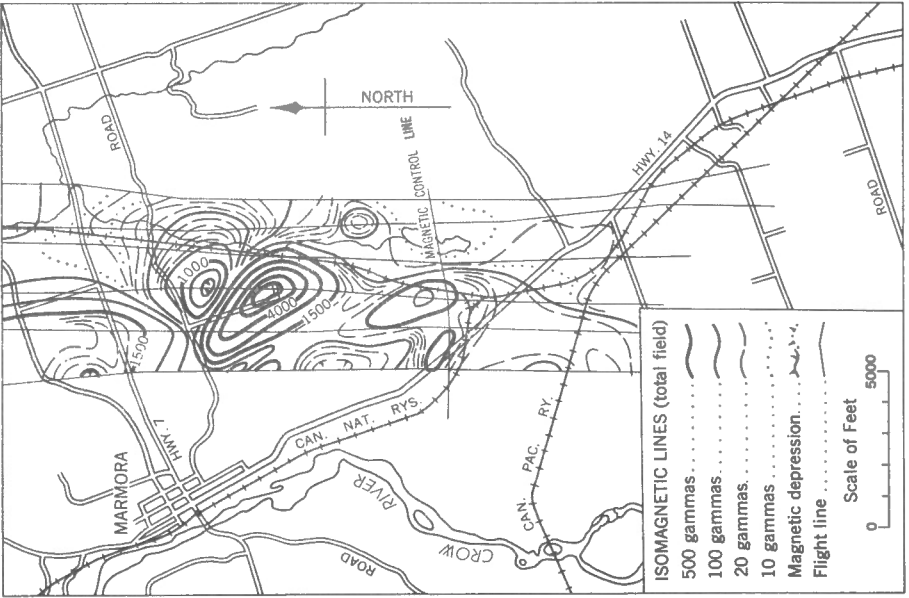 NORTH
ROAD
MAGNETIC CONTROL LINE
HWY. 14
ROAD
1000
4000
1500
1500
HWY. 7
MARMORA
CAN. NAT. RYS.
CAN. PAC. RY.
CROW RIVER
ROAD
ISOMAGNETIC LINES (total field)
500 gammas
100 gammas
20 gammas
10 gammas
Magnetic depression
Flight line
Scale of Feet
0 5000